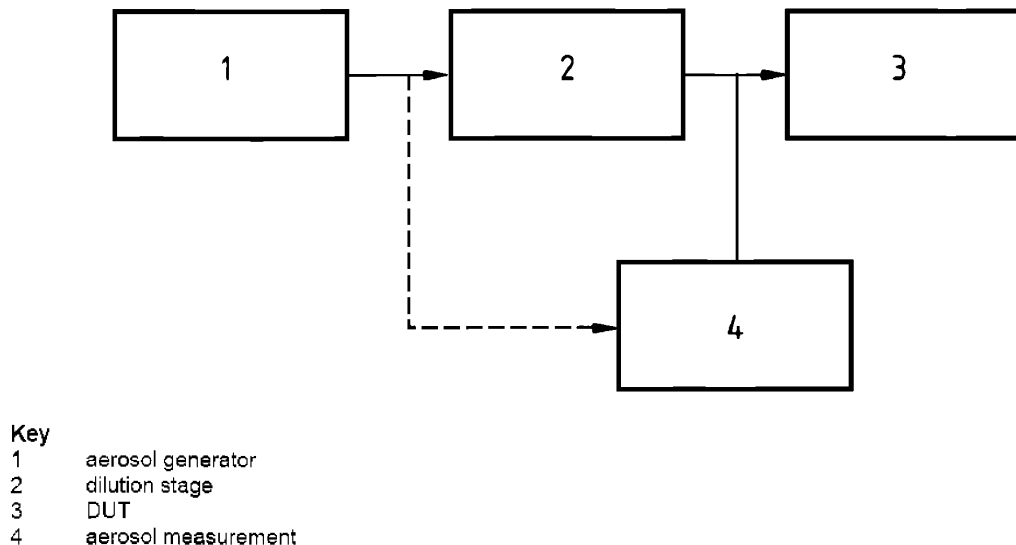 1
2
3
4
Key
1 aerosol generator
2 dilution stage
3 DUT
4 aerosol measurement